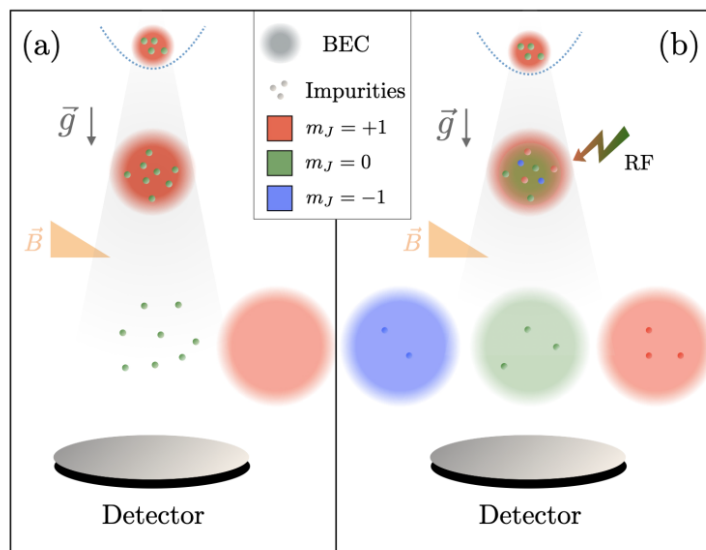 (a)
g⃗
B⃗
Detector
BEC
Impurities
m_J = +1
m_J = 0
m_J = −1
(b)
g⃗
RF
B⃗
Detector